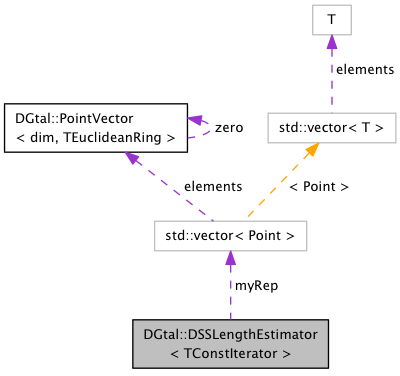 T
elements
DGtal::PointVector
< dim, TEuclideanRing >
zero
std::vector< T >
elements
< Point >
std::vector< Point >
myRep
DGtal::DSSLengthEstimator
< TConstIterator >